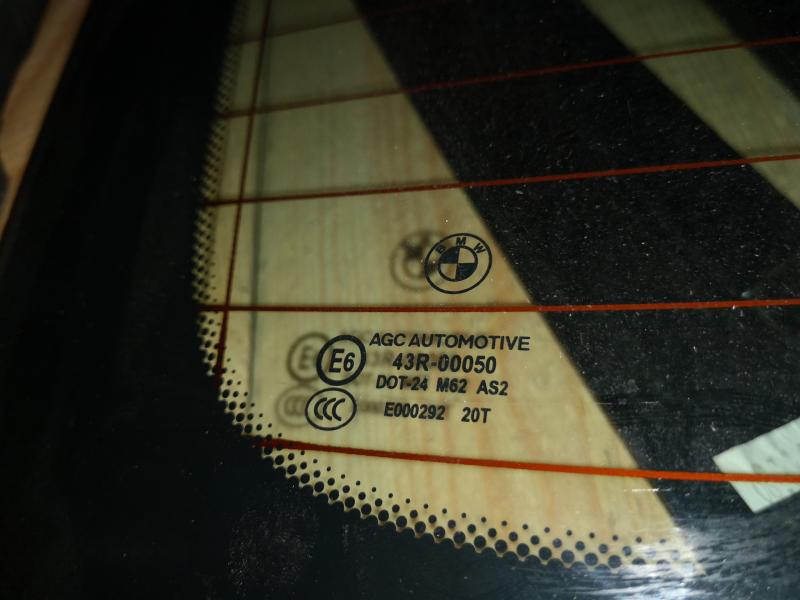 BMW
AGC AUTOMOTIVE
E6 43R-00050
DOT-24 M62 AS2
CCC E000292 20T